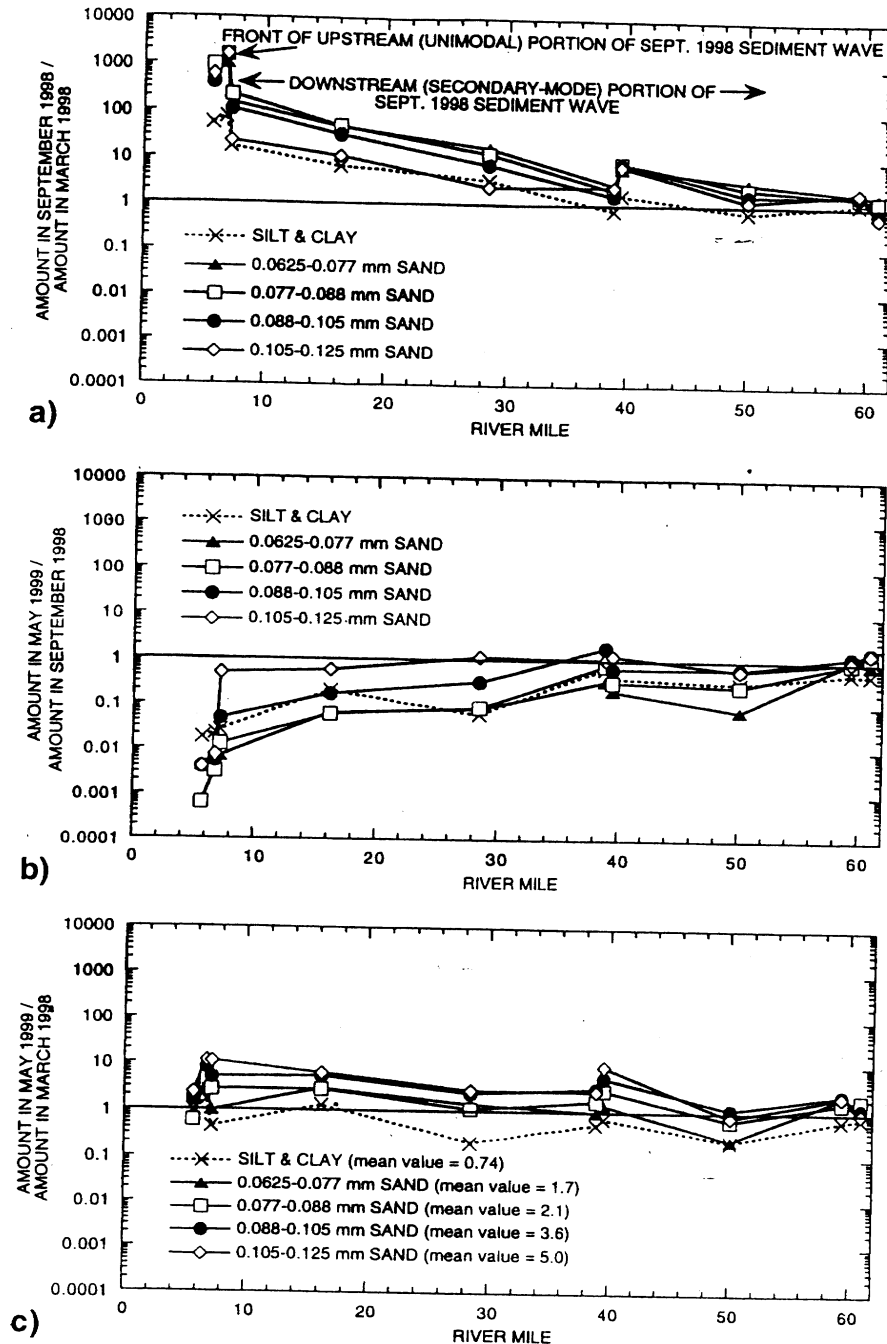 10000
1000
100
10
1
0.1
0.01
0.001
0.0001
AMOUNT IN SEPTEMBER 1998 /
AMOUNT IN MARCH 1998
FRONT OF UPSTREAM (UNIMODAL) PORTION OF SEPT. 1998 SEDIMENT WAVE
DOWNSTREAM (SECONDARY-MODE) PORTION OF
SEPT. 1998 SEDIMENT WAVE
SILT & CLAY
0.0625-0.077 mm SAND
0.077-0.088 mm SAND
0.088-0.105 mm SAND
0.105-0.125 mm SAND
0 10 20 30 40 50 60
RIVER MILE
a)
10000
1000
100
10
1
0.1
0.01
0.001
0.0001
AMOUNT IN MAY 1999 /
AMOUNT IN SEPTEMBER 1998
SILT & CLAY
0.0625-0.077 mm SAND
0.077-0.088 mm SAND
0.088-0.105 mm SAND
0.105-0.125 mm SAND
0 10 20 30 40 50 60
RIVER MILE
b)
10000
1000
100
10
1
0.1
0.01
0.001
0.0001
AMOUNT IN MAY 1999 /
AMOUNT IN MARCH 1998
SILT & CLAY (mean value = 0.74)
0.0625-0.077 mm SAND (mean value = 1.7)
0.077-0.088 mm SAND (mean value = 2.1)
0.088-0.105 mm SAND (mean value = 3.6)
0.105-0.125 mm SAND (mean value = 5.0)
0 10 20 30 40 50 60
RIVER MILE
c)